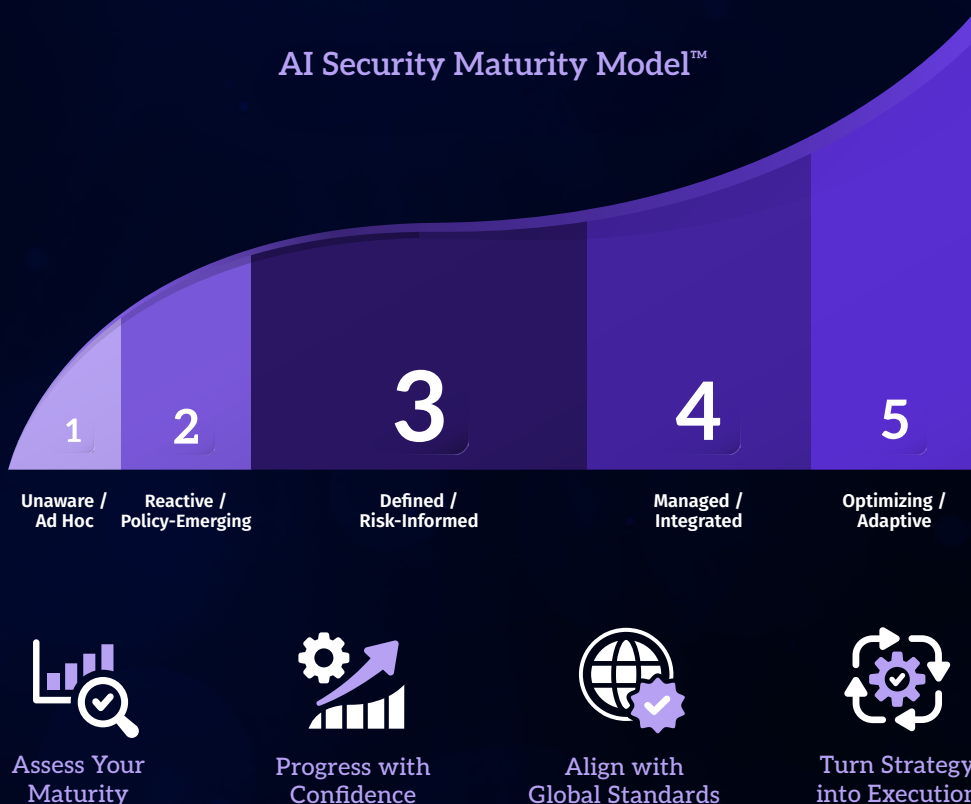 AI Security Maturity Model™
1
2
3
4
5
Unaware /
Ad Hoc
Reactive /
Policy-Emerging
Defined /
Risk-Informed
Managed /
Integrated
Optimizing /
Adaptive
Assess Your
Maturity
Progress with
Confidence
Align with
Global Standards
Turn Strategy
into Execution